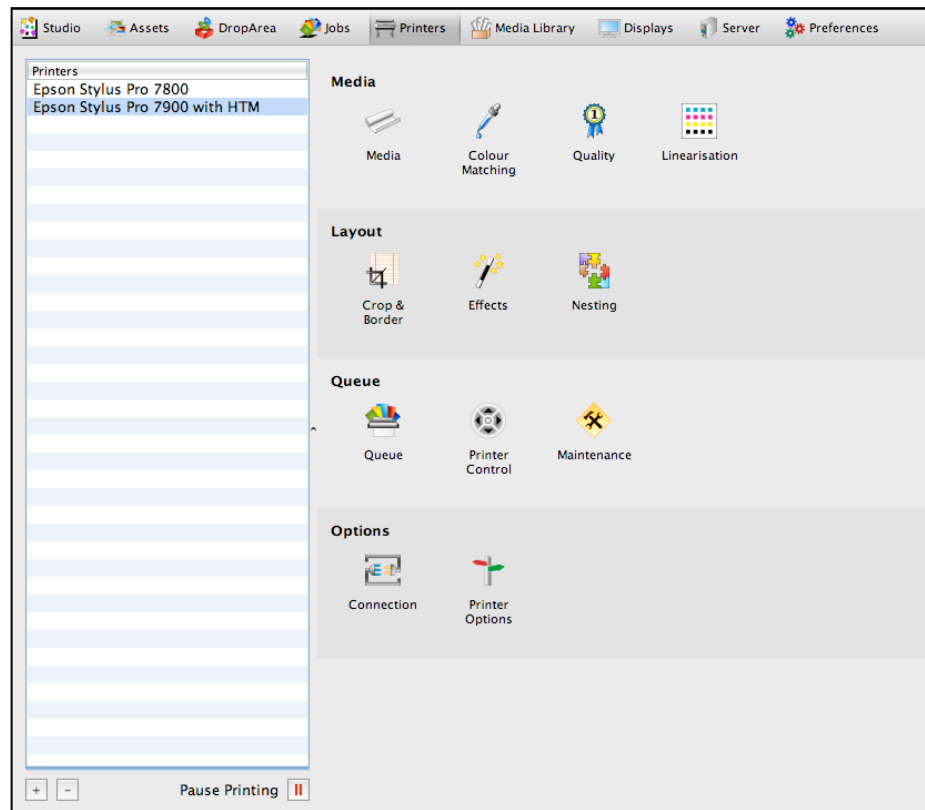 Studio Assets DropArea Jobs Printers Media Library Displays Server Preferences
Printers
Epson Stylus Pro 7800
Epson Stylus Pro 7900 with HTM
Media
Media Colour Matching Quality Linearisation
Layout
Crop & Border Effects Nesting
Queue
Queue Printer Control Maintenance
Options
Connection Printer Options
+ - Pause Printing